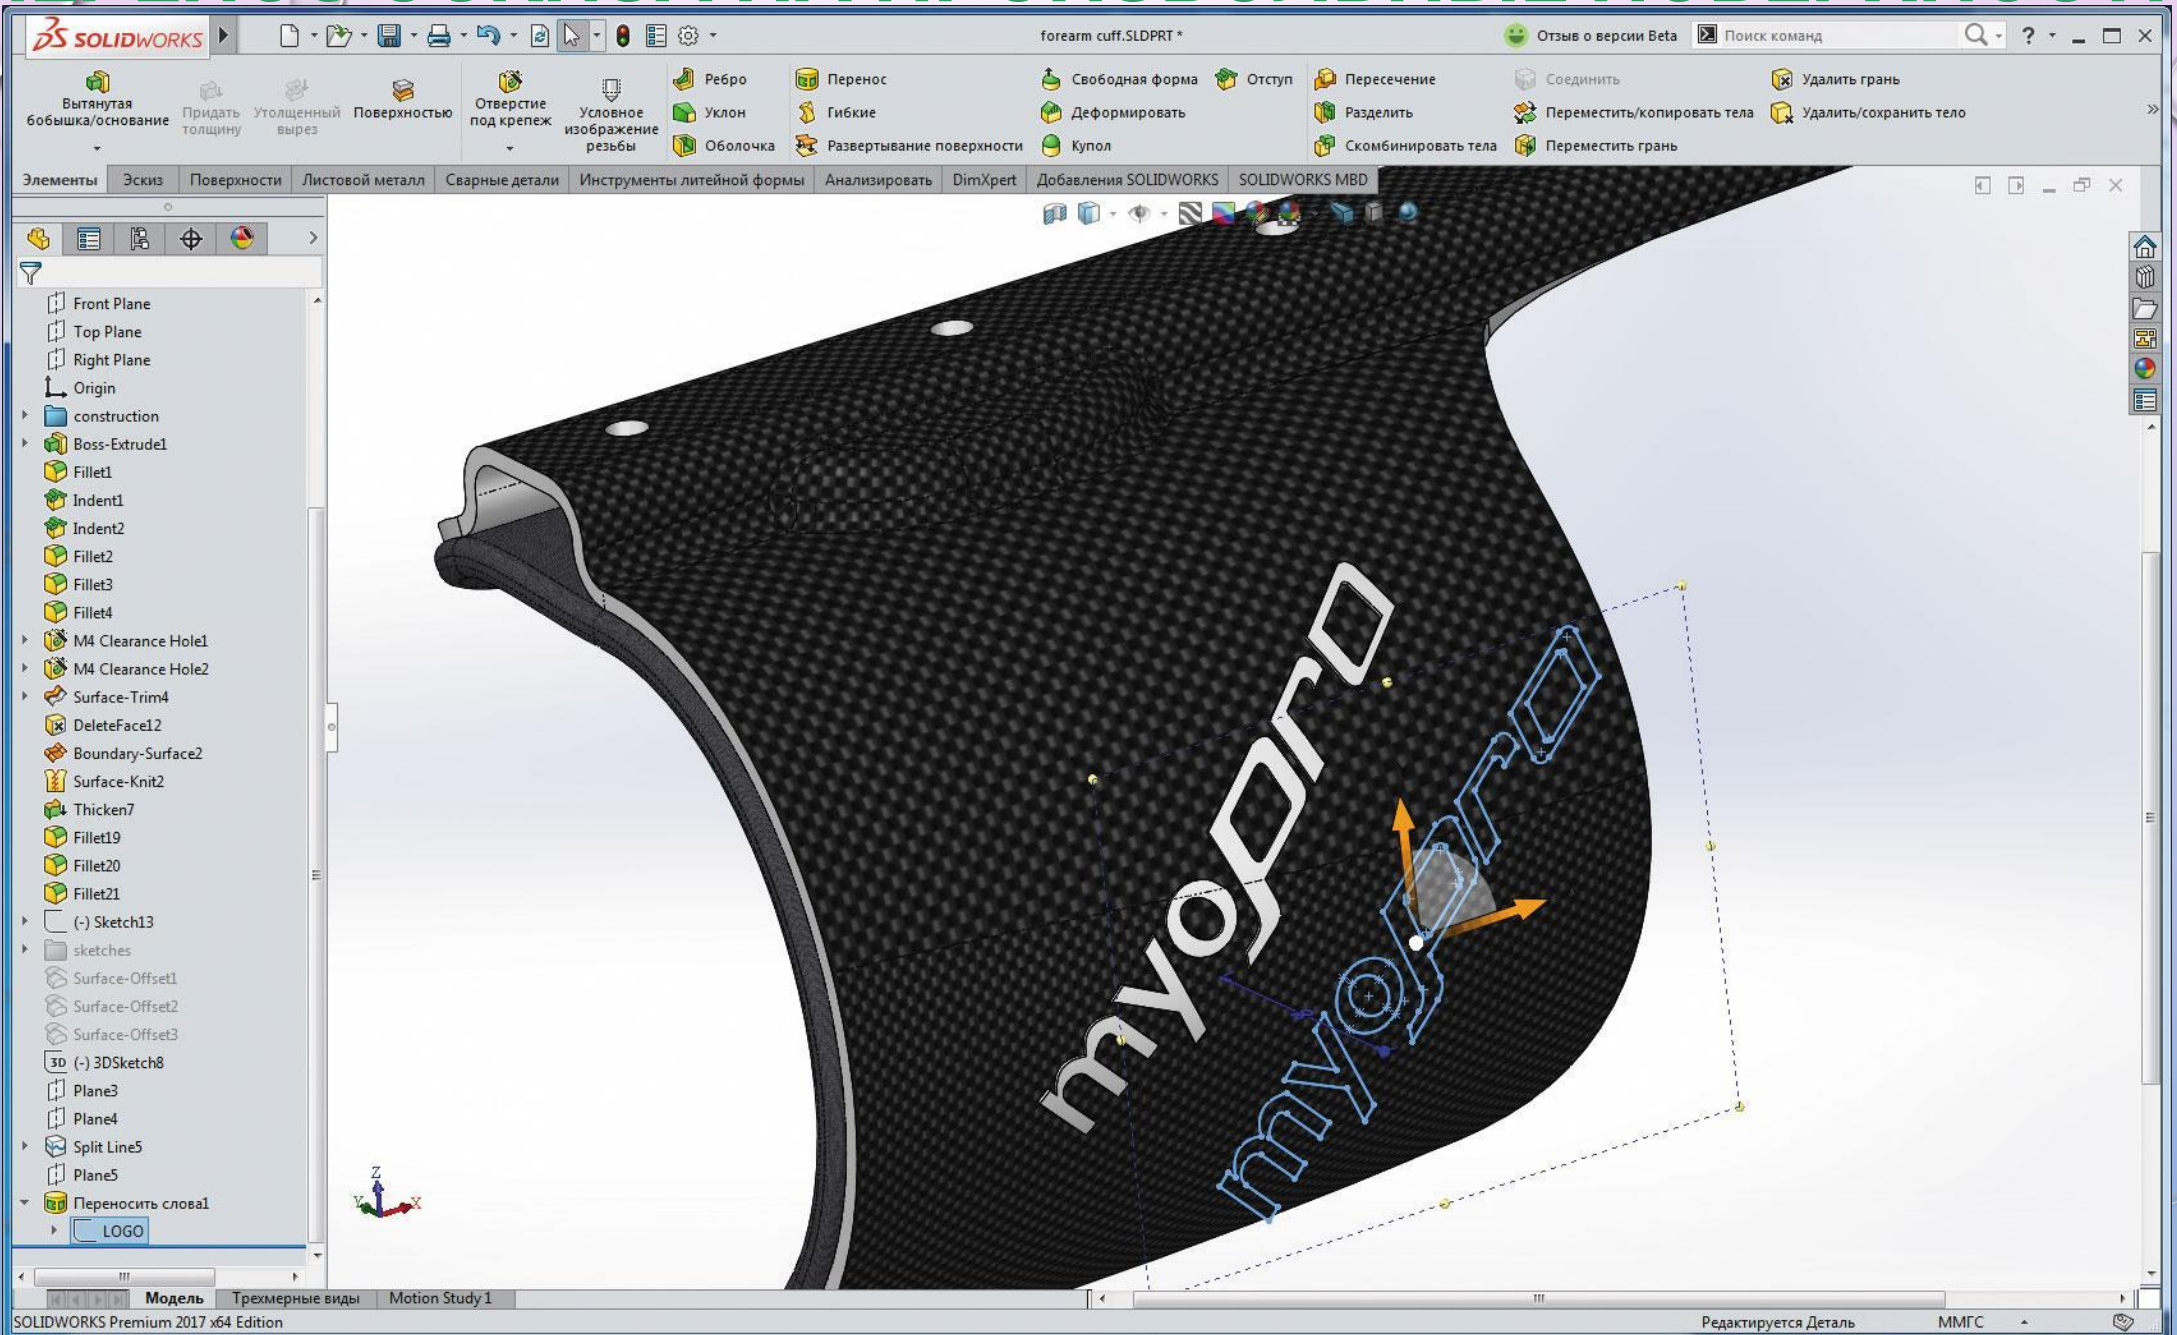 SOLIDWORKS
forearm cuff.SLDPRT *
Отзыв о версии Beta
Поиск команд
Вытянутая бобышка/основание
Придать толщину
Утолщенный вырез
Поверхностью
Отверстие под крепеж
Условное изображение резьбы
Ребро
Уклон
Оболочка
Перенос
Гибкие
Развертывание поверхности
Свободная форма
Отступ
Деформировать
Купол
Пересечение
Разделить
Скомбинировать тела
Соединить
Переместить/копировать тела
Переместить грань
Удалить грань
Удалить/сохранить тело
Элементы Эскиз Поверхности Листовой металл Сварные детали Инструменты литейной формы Анализировать DimXpert Добавления SOLIDWORKS SOLIDWORKS MBD
Front Plane
Top Plane
Right Plane
Origin
construction
Boss-Extrude1
Fillet1
Indent1
Indent2
Fillet2
Fillet3
Fillet4
M4 Clearance Hole1
M4 Clearance Hole2
Surface-Trim4
DeleteFace12
Boundary-Surface2
Surface-Knit2
Thicken7
Fillet19
Fillet20
Fillet21
(-) Sketch13
sketches
Surface-Offset1
Surface-Offset2
Surface-Offset3
3D (-) 3DSketch8
Plane3
Plane4
Split Line5
Plane5
Переносить слова1
LOGO
myopro
myopro
Z
Y
X
Модель Трехмерные виды Motion Study 1
SOLIDWORKS Premium 2017 x64 Edition
Редактируется Деталь
ММГС